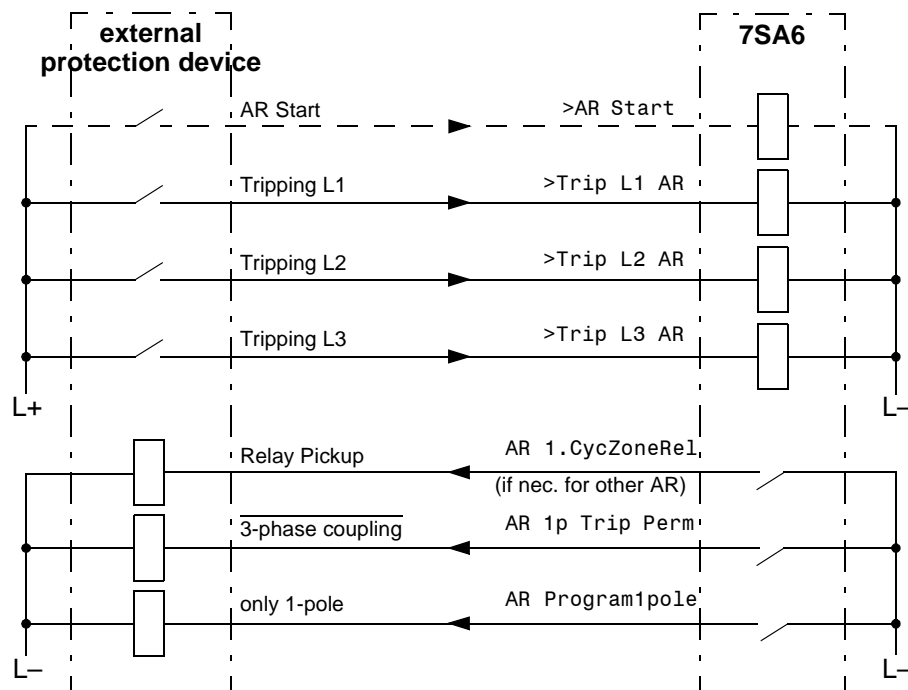 external
protection device
7SA6
AR Start
>AR Start
Tripping L1
>Trip L1 AR
Tripping L2
>Trip L2 AR
Tripping L3
>Trip L3 AR
L+
L–
Relay Pickup
AR 1.CycZoneRel
(if nec. for other AR)
3-phase coupling
AR 1p Trip Perm
only 1-pole
AR Program1pole
L–
L–